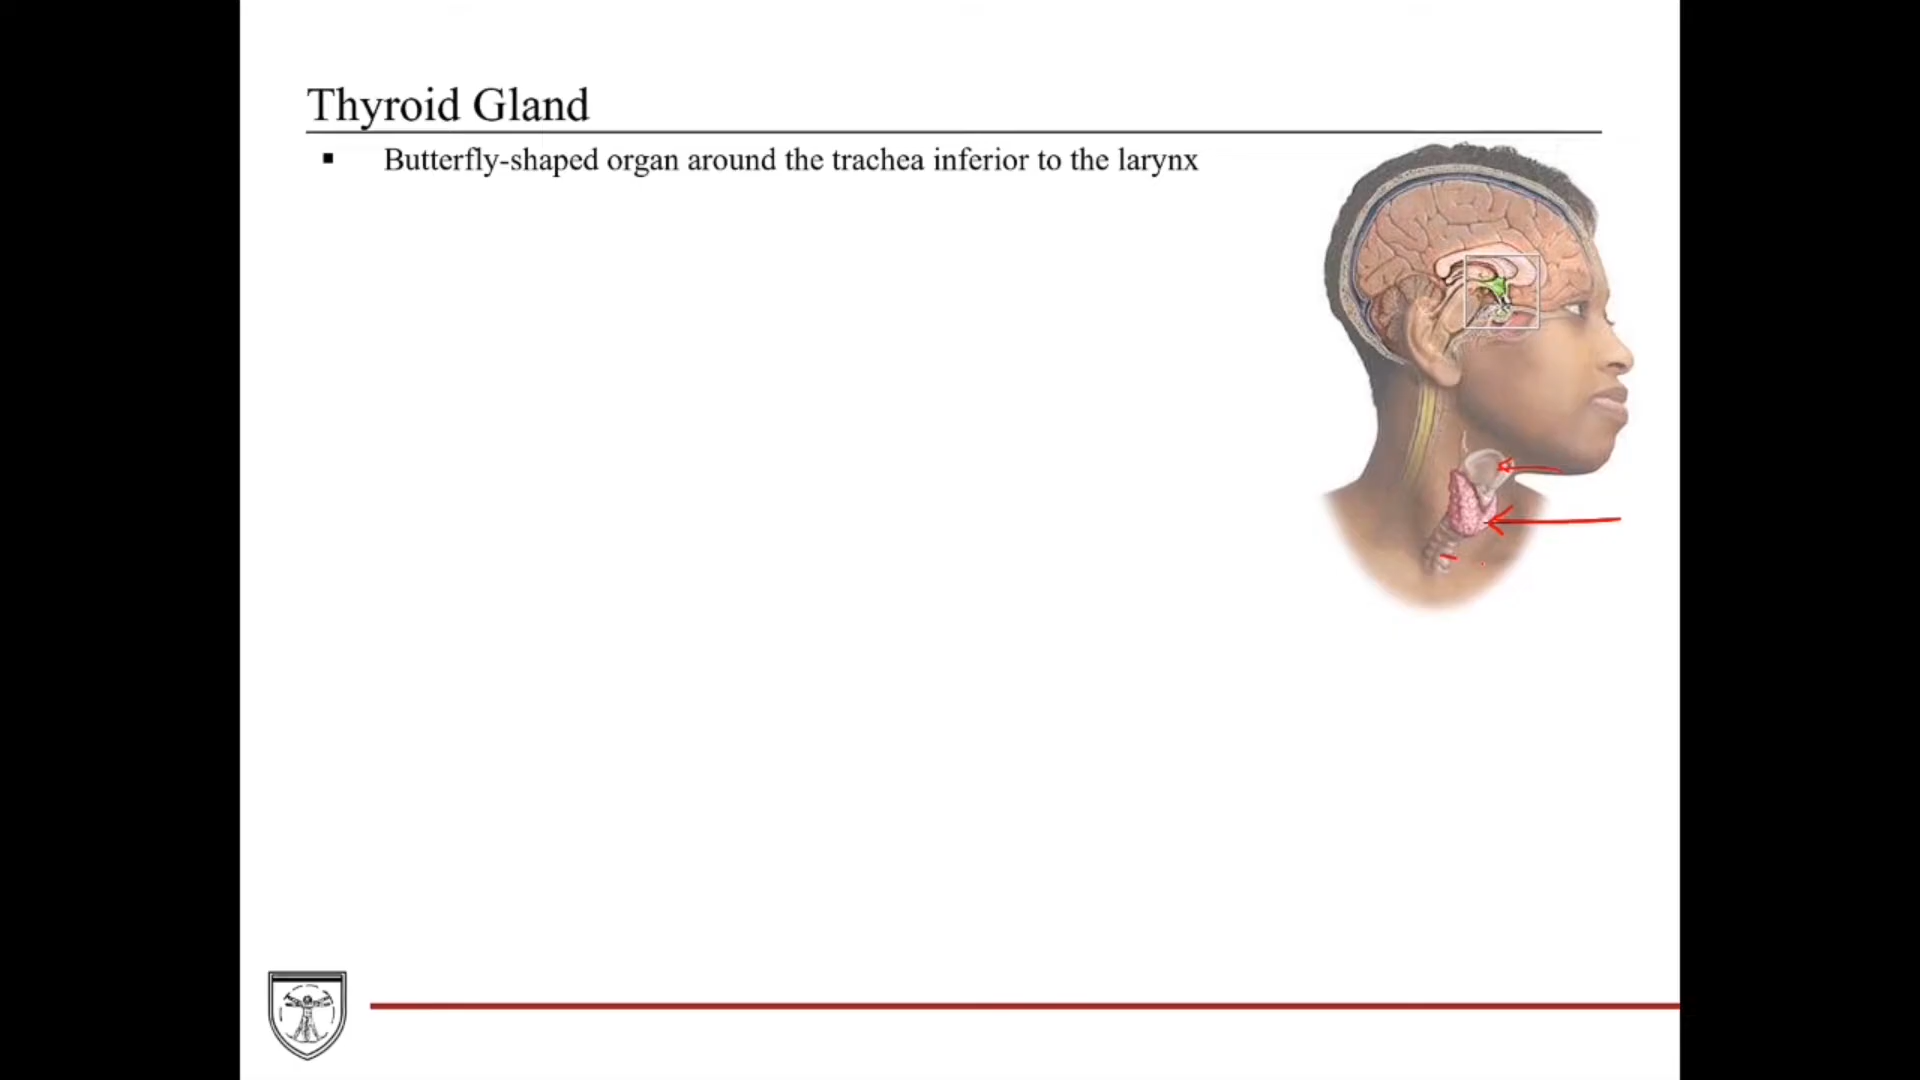 Thyroid Gland
▪ Butterfly-shaped organ around the trachea inferior to the larynx